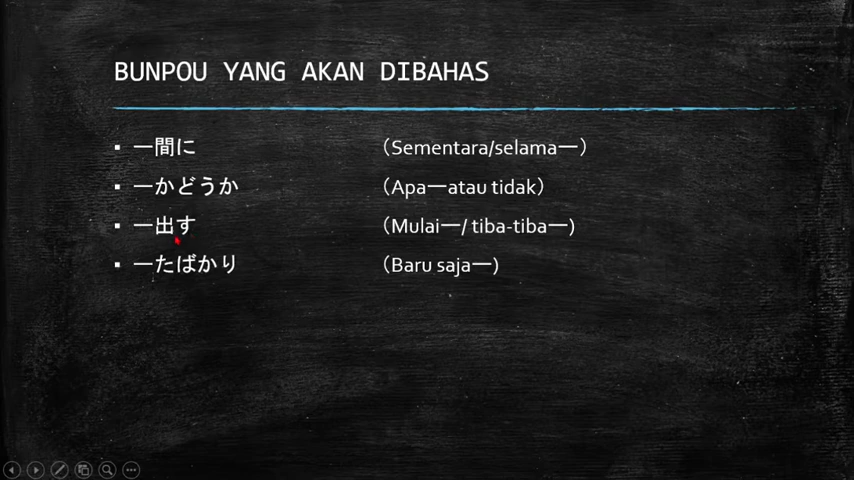 BUNPOU YANG AKAN DIBAHAS
▪ ー間に （Sementara/selamaー）
▪ ーかどうか （Apaーatau tidak）
▪ ー出す （Mulaiー/ tiba-tibaー)
▪ ーたばかり （Baru sajaー)